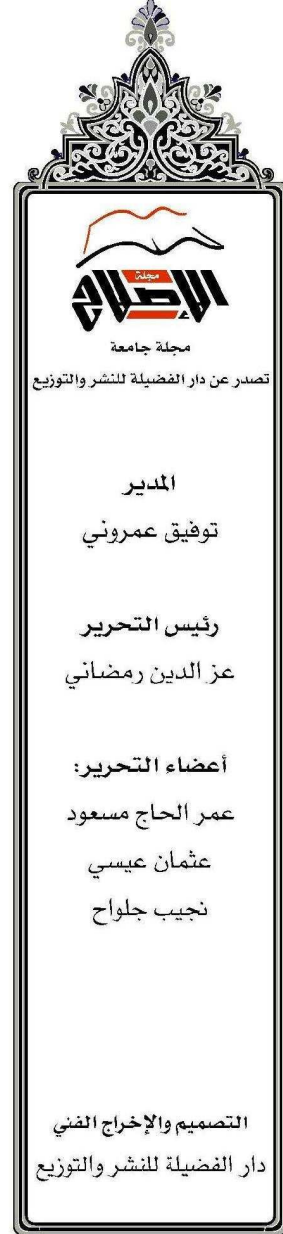 مجلة
الإصلاح
مجلة جامعة
تصدر عن دار الفضيلة للنشر والتوزيع
المدير
توفيق عمروني
رئيس التحرير
عز الدين رمضاني
أعضاء التحرير:
عمر الحاج مسعود
عثمان عيسي
نجيب جلواح
التصميم والإخراج الفني
دار الفضيلة للنشر والتوزيع